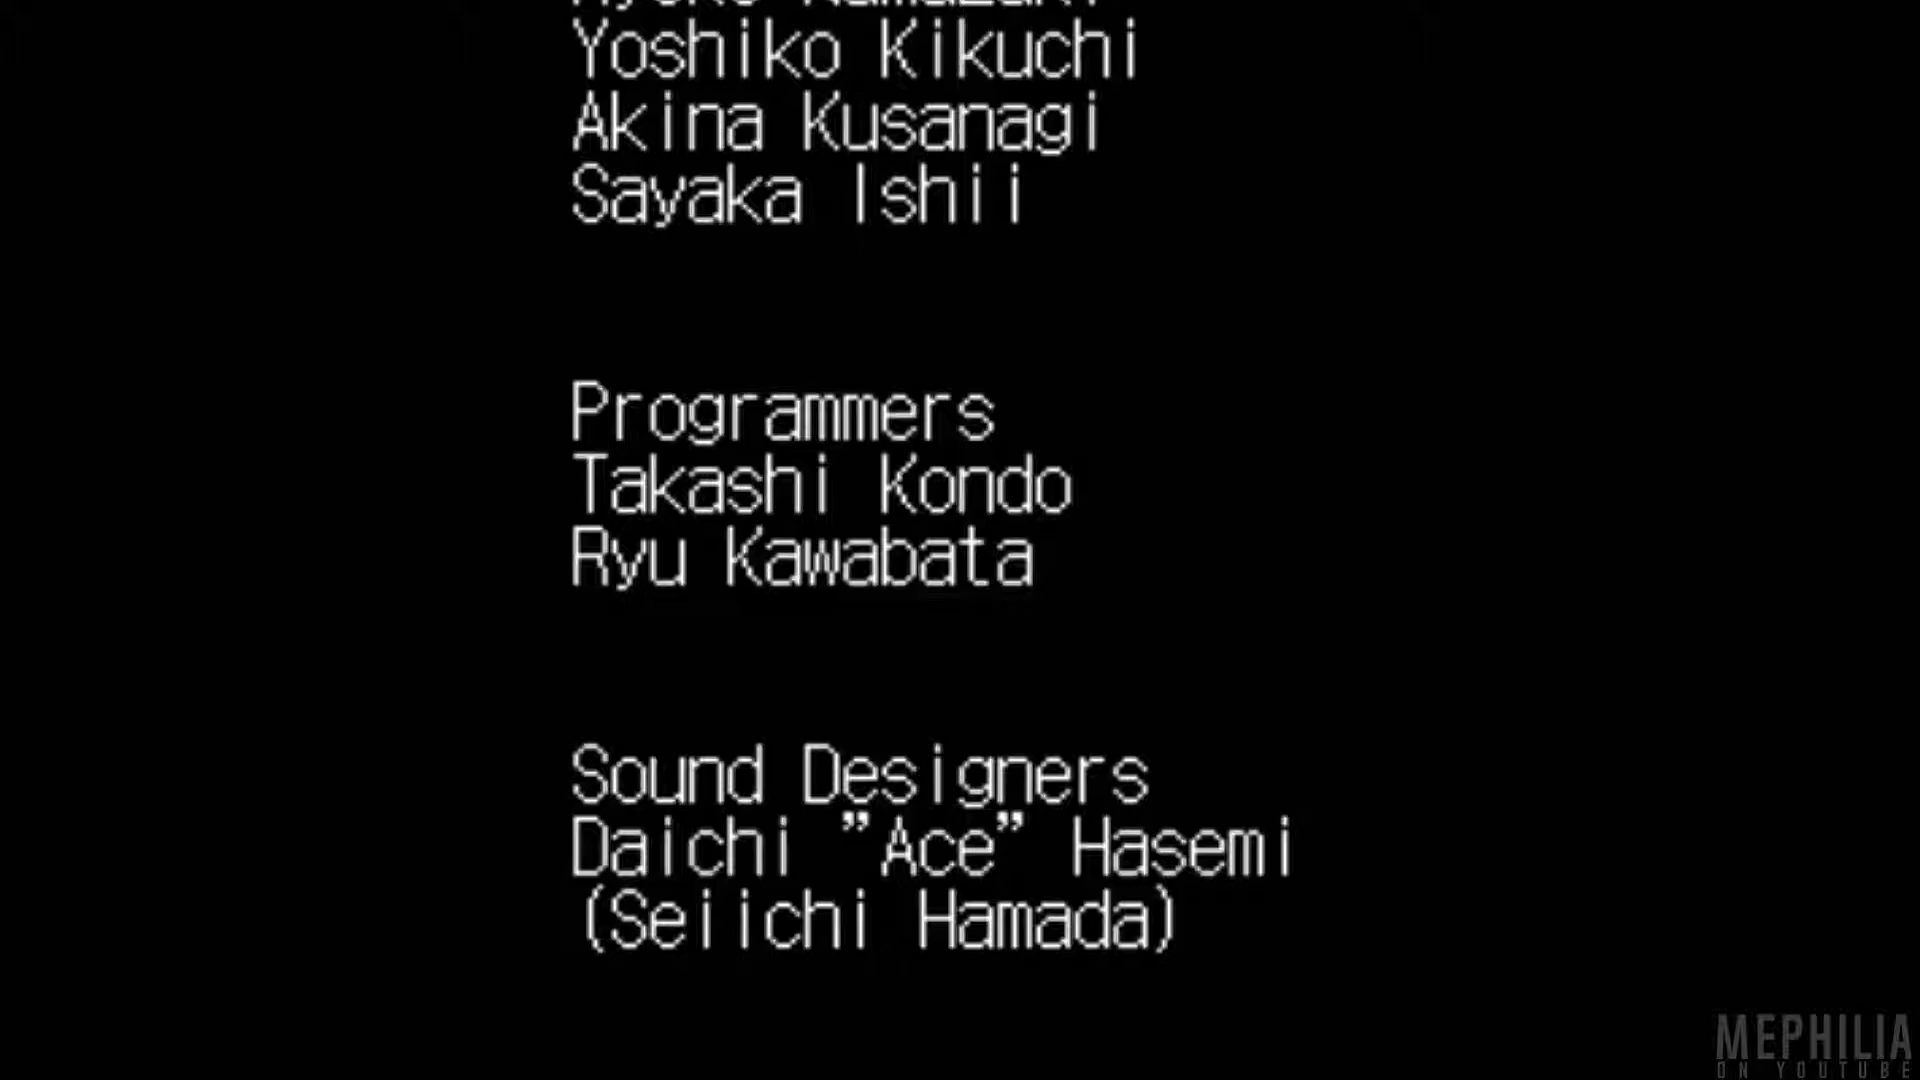 Yoshiko Kikuchi
Akina Kusanagi
Sayaka Ishii
Programmers
Takashi Kondo
Ryu Kawabata
Sound Designers
Daichi "Ace" Hasemi
(Seiichi Hamada)
MEPHILIA
ON YOUTUBE